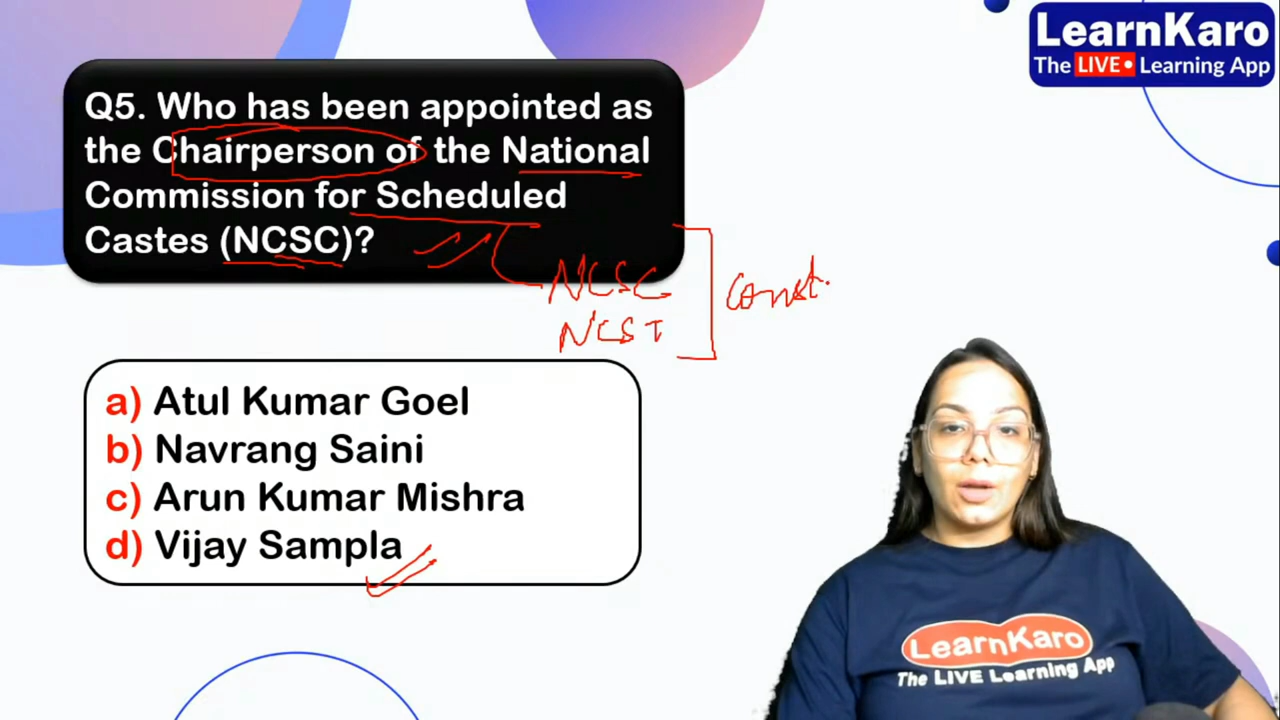 LearnKaro
The LIVE Learning App
Q5. Who has been appointed as
the Chairperson of the National
Commission for Scheduled
Castes (NCSC)?
NCSC
NCST
const.
a) Atul Kumar Goel
b) Navrang Saini
c) Arun Kumar Mishra
d) Vijay Sampla
LearnKaro
The LIVE Learning App